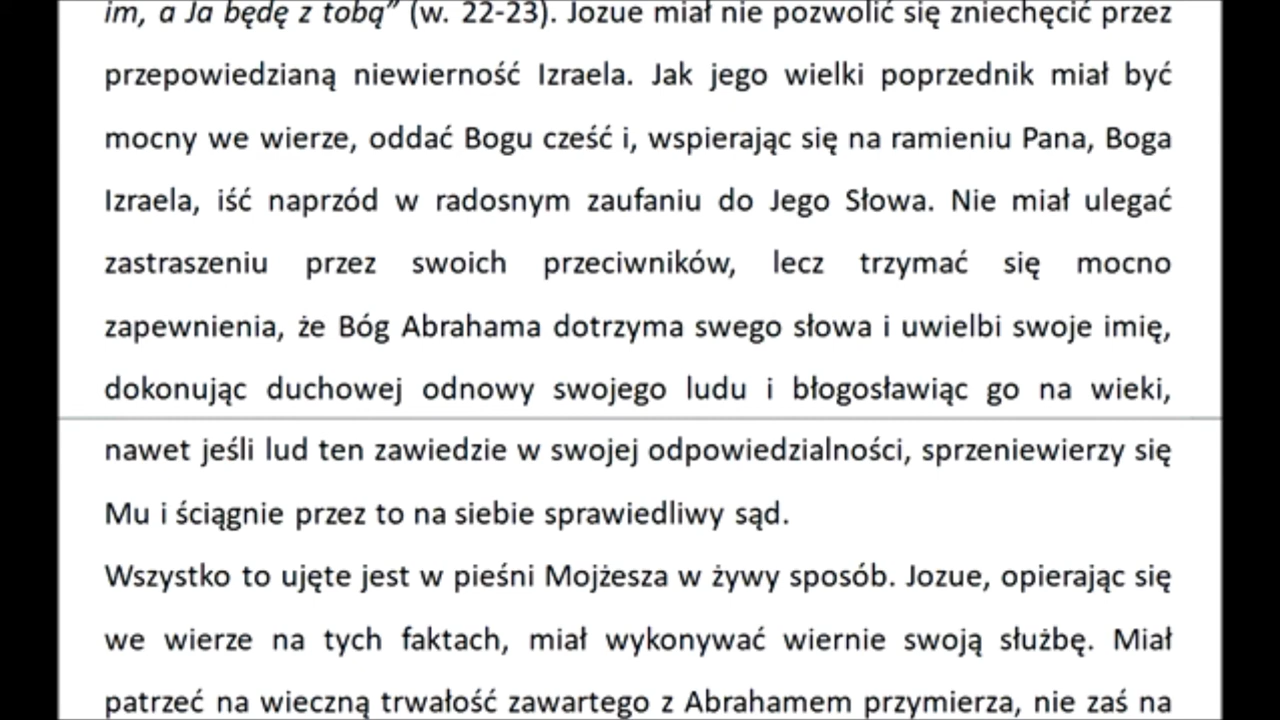 im, a Ja będę z tobą” (w. 22-23). Jozue miał nie pozwolić się zniechęcić przez
przepowiedzianą niewierność Izraela. Jak jego wielki poprzednik miał być
mocny we wierze, oddać Bogu cześć i, wspierając się na ramieniu Pana, Boga
Izraela, iść naprzód w radosnym zaufaniu do Jego Słowa. Nie miał ulegać
zastraszeniu przez swoich przeciwników, lecz trzymać się mocno
zapewnienia, że Bóg Abrahama dotrzyma swego słowa i uwielbi swoje imię,
dokonując duchowej odnowy swojego ludu i błogosławiąc go na wieki,
nawet jeśli lud ten zawiedzie w swojej odpowiedzialności, sprzeniewierzy się
Mu i ściągnie przez to na siebie sprawiedliwy sąd.
Wszystko to ujęte jest w pieśni Mojżesza w żywy sposób. Jozue, opierając się
we wierze na tych faktach, miał wykonywać wiernie swoją służbę. Miał
patrzeć na wieczną trwałość zawartego z Abrahamem przymierza, nie zaś na